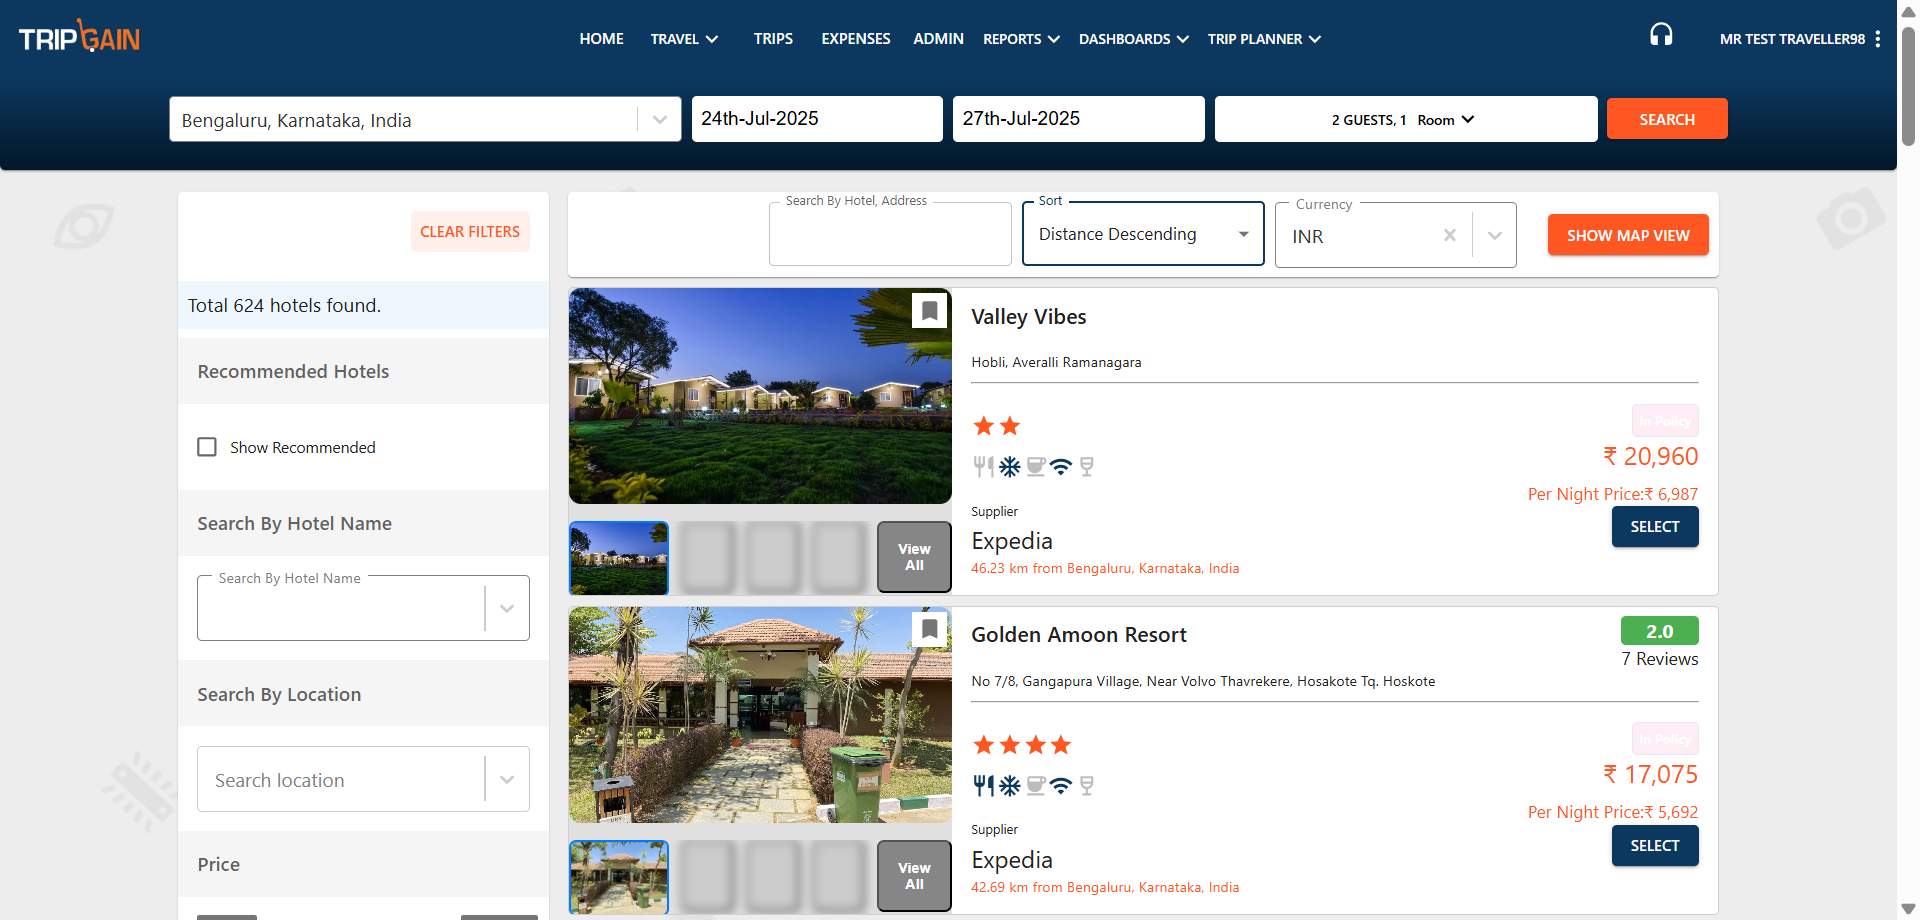 TRIPGAIN
HOME TRAVEL TRIPS EXPENSES ADMIN REPORTS DASHBOARDS TRIP PLANNER
MR TEST TRAVELLER98
Bengaluru, Karnataka, India
24th-Jul-2025
27th-Jul-2025
2 GUESTS, 1 Room
SEARCH
CLEAR FILTERS
Total 624 hotels found.
Recommended Hotels
Show Recommended
Search By Hotel Name
Search By Hotel Name
Search By Location
Search location
Price
Search By Hotel, Address
Sort
Distance Descending
Currency
INR
SHOW MAP VIEW
Valley Vibes
Hobli, Averalli Ramanagara
In Policy
₹ 20,960
Per Night Price:₹ 6,987
SELECT
Supplier
Expedia
46.23 km from Bengaluru, Karnataka, India
View
All
Golden Amoon Resort
2.0
7 Reviews
No 7/8, Gangapura Village, Near Volvo Thavrekere, Hosakote Tq. Hoskote
In Policy
₹ 17,075
Per Night Price:₹ 5,692
SELECT
Supplier
Expedia
42.69 km from Bengaluru, Karnataka, India
View
All